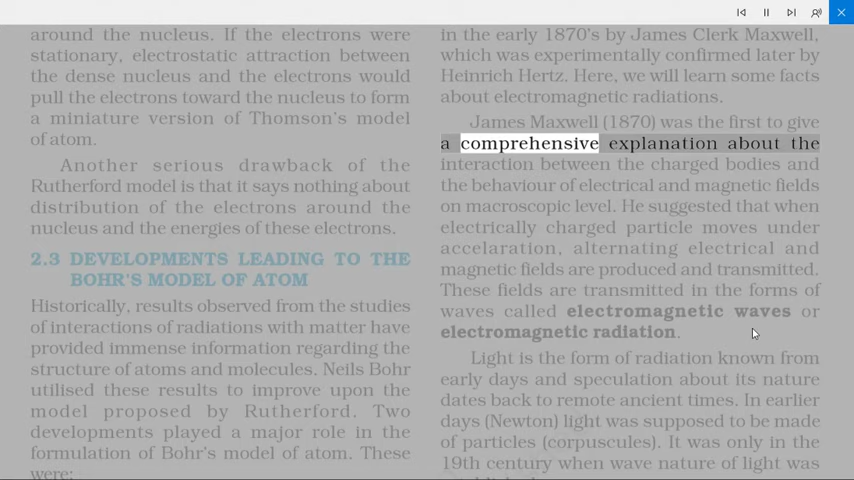 around the nucleus. If the electrons were
stationary, electrostatic attraction between
the dense nucleus and the electrons would
pull the electrons toward the nucleus to form
a miniature version of Thomson's model
of atom.
Another serious drawback of the
Rutherford model is that it says nothing about
distribution of the electrons around the
nucleus and the energies of these electrons.
2.3 DEVELOPMENTS LEADING TO THE
BOHR'S MODEL OF ATOM
Historically, results observed from the studies
of interactions of radiations with matter have
provided immense information regarding the
structure of atoms and molecules. Neils Bohr
utilised these results to improve upon the
model proposed by Rutherford. Two
developments played a major role in the
formulation of Bohr's model of atom. These
were:
in the early 1870's by James Clerk Maxwell,
which was experimentally confirmed later by
Heinrich Hertz. Here, we will learn some facts
about electromagnetic radiations.
James Maxwell (1870) was the first to give
a comprehensive explanation about the
interaction between the charged bodies and
the behaviour of electrical and magnetic fields
on macroscopic level. He suggested that when
electrically charged particle moves under
accelaration, alternating electrical and
magnetic fields are produced and transmitted.
These fields are transmitted in the forms of
waves called electromagnetic waves or
electromagnetic radiation.
Light is the form of radiation known from
early days and speculation about its nature
dates back to remote ancient times. In earlier
days (Newton) light was supposed to be made
of particles (corpuscules). It was only in the
19th century when wave nature of light was